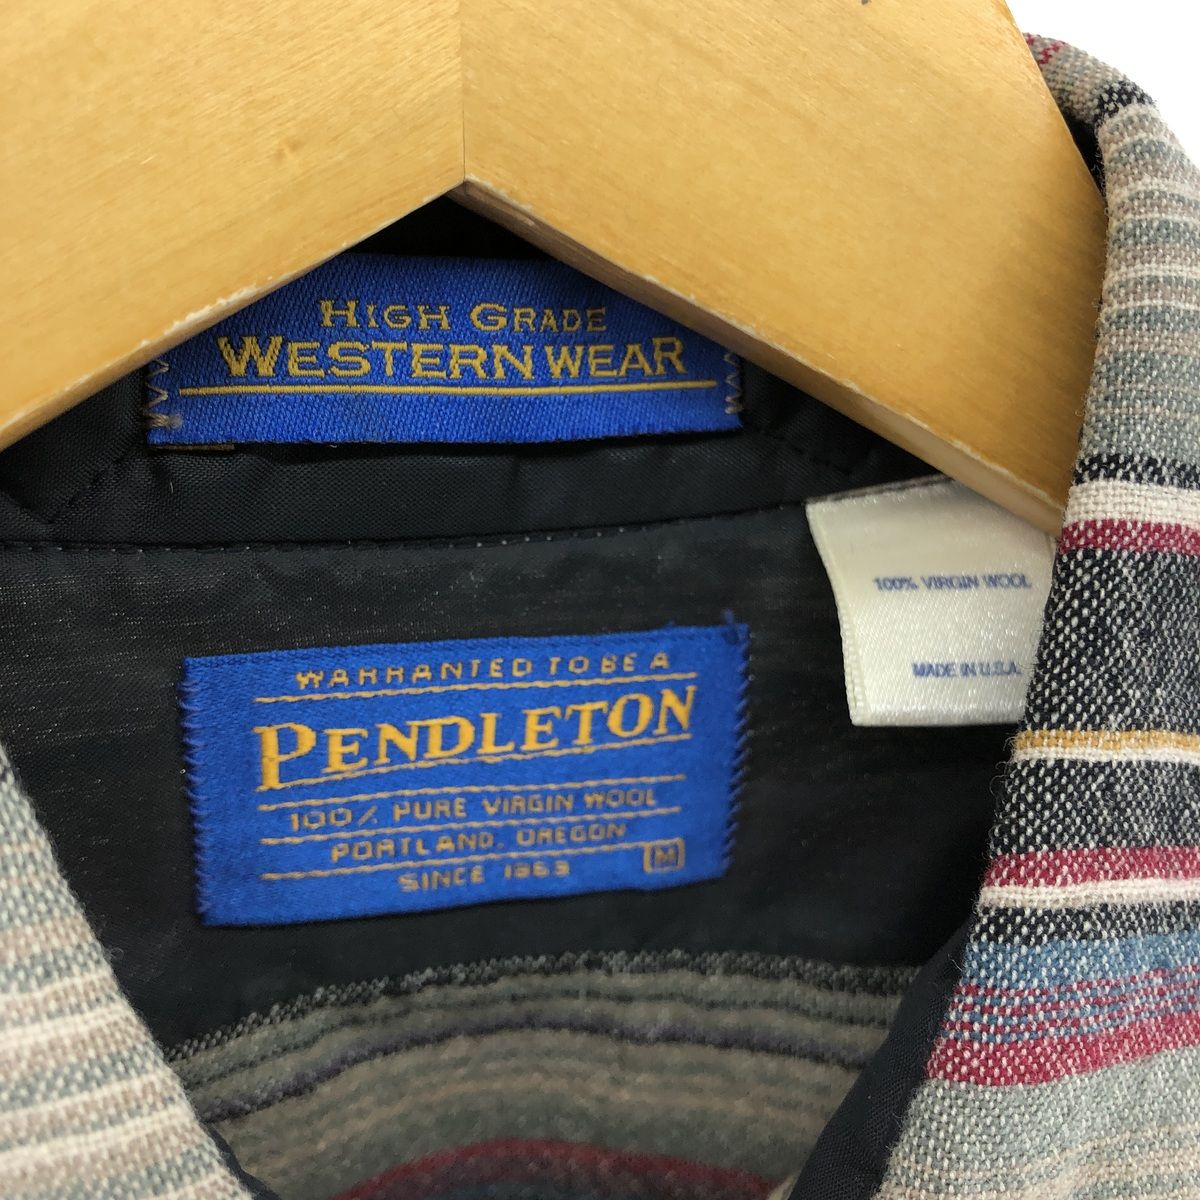 HIGH GRADE
WESTERN WEAR
100% VIRGIN WOOL
MADE IN U.S.A.
WARRANTED TO BE A
PENDLETON
100% PURE VIRGIN WOOL
PORTLAND, OREGON
SINCE 1863
M